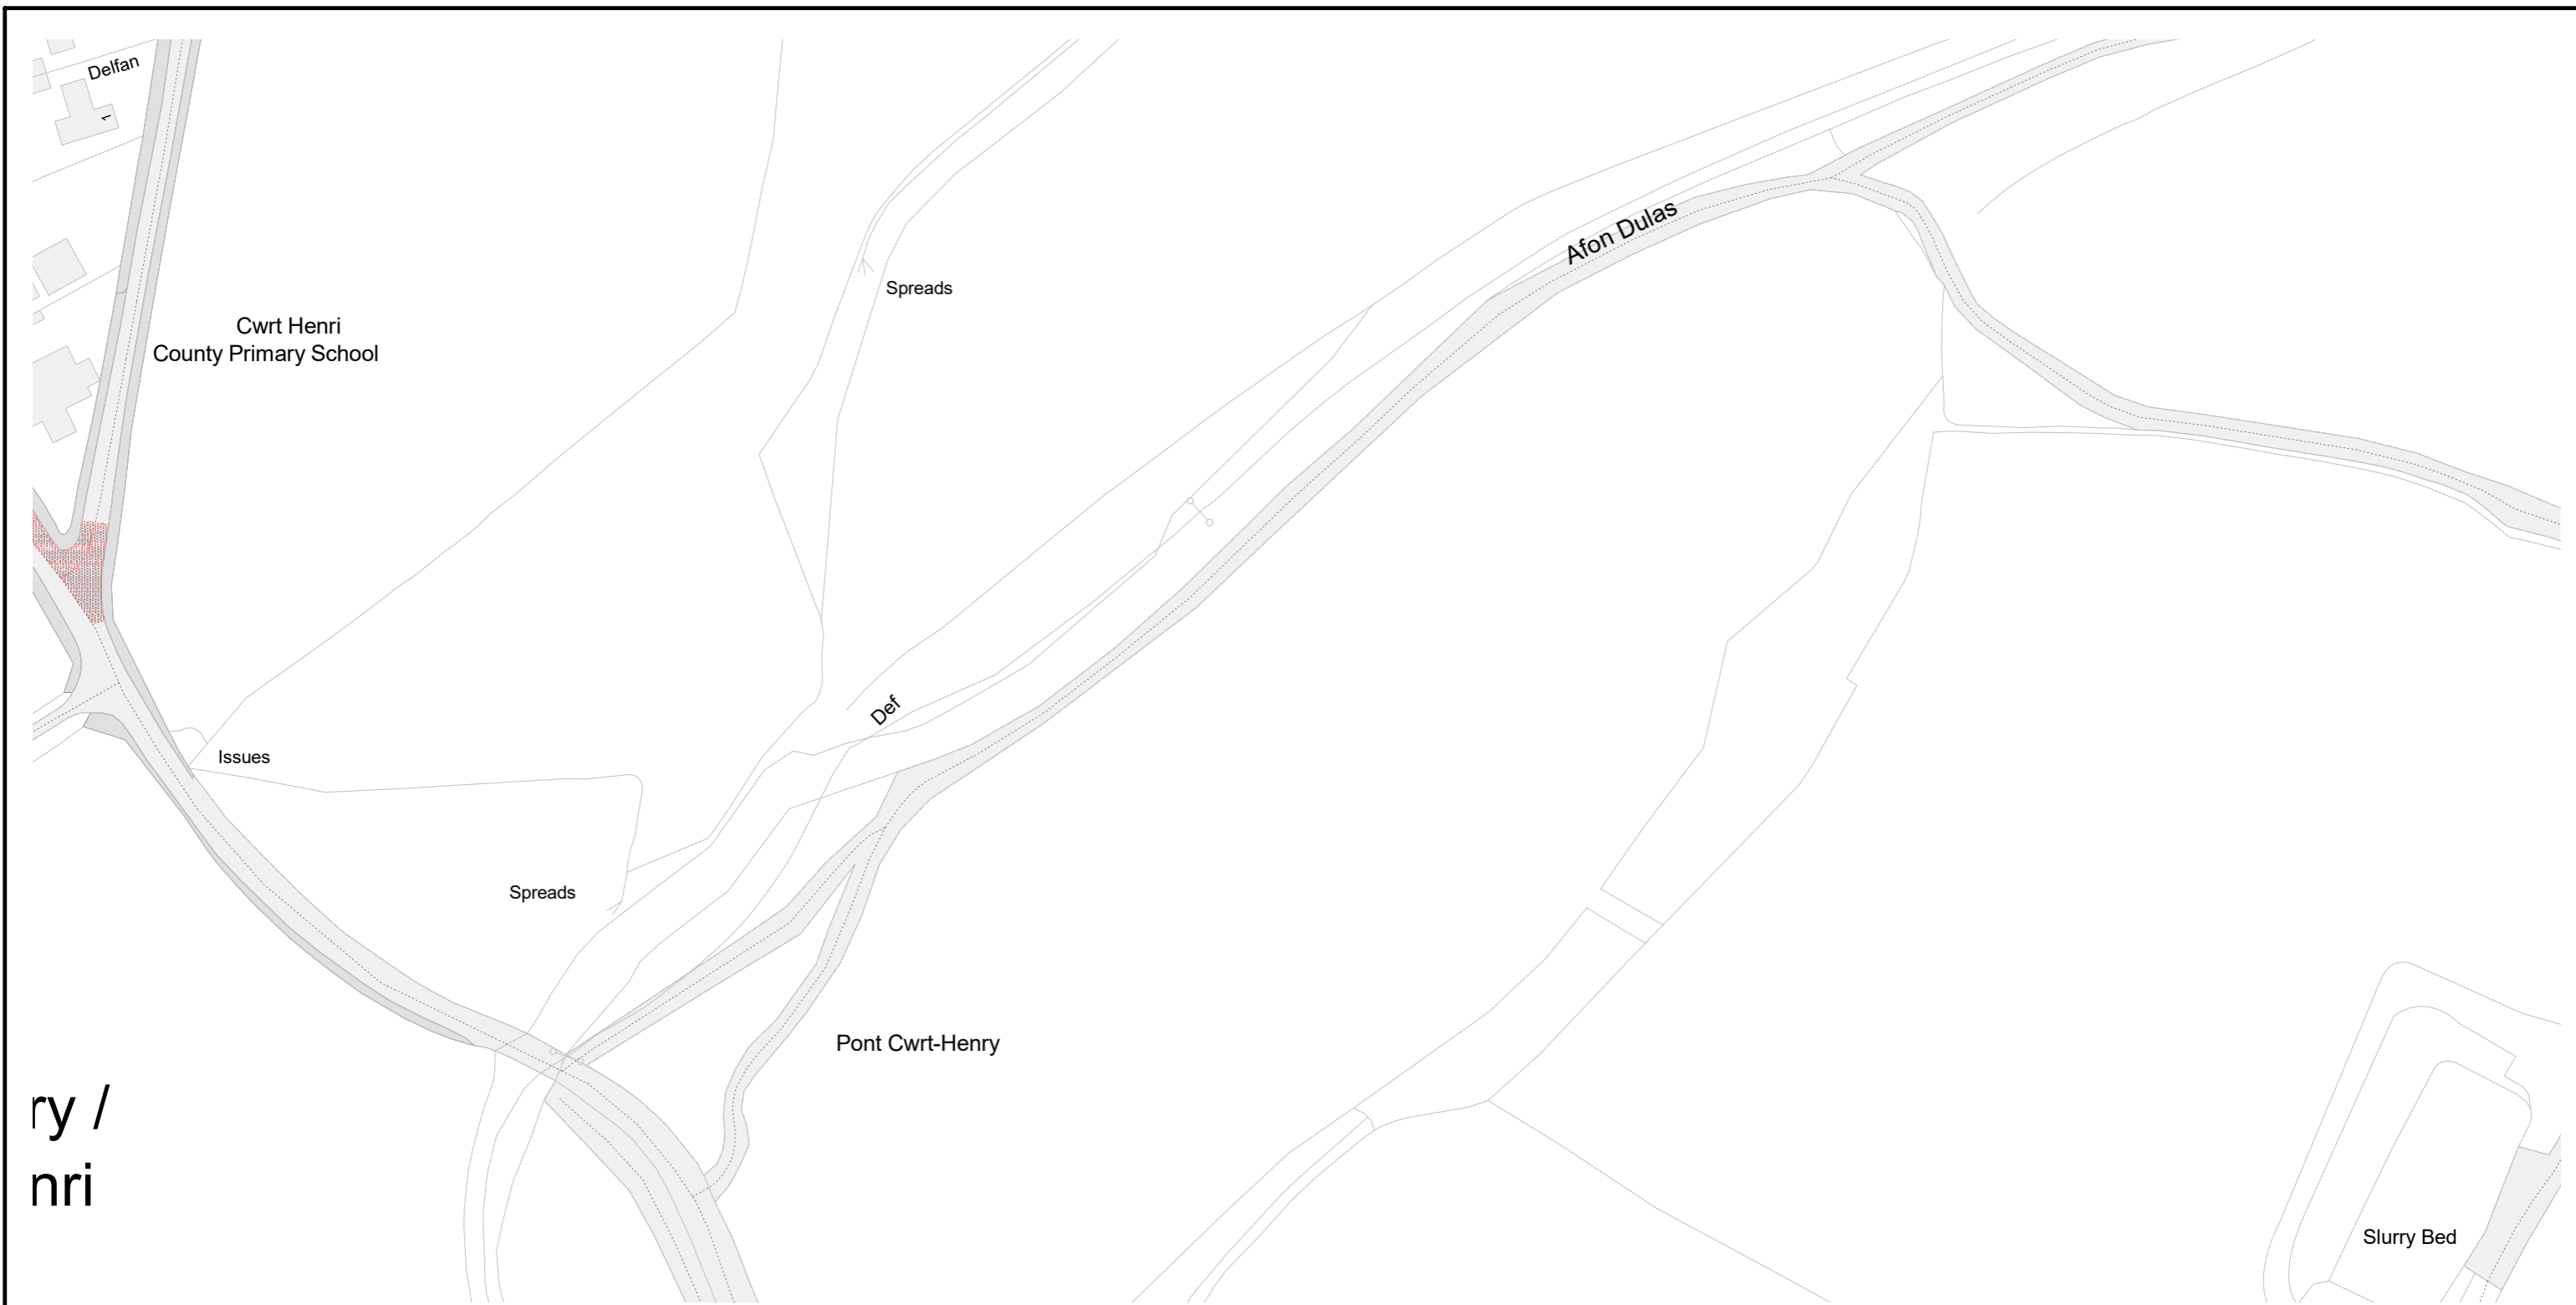 Delfan
1
Afon Dulas
Spreads
Cwrt Henri
County Primary School
Def
Issues
Spreads
Pont Cwrt-Henry
ry /
nri
Slurry Bed